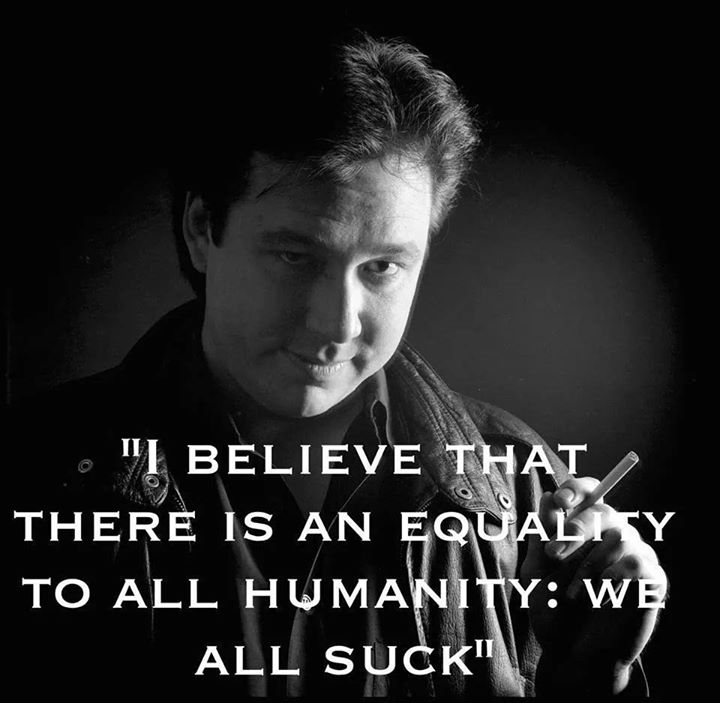 "I BELIEVE THAT
THERE IS AN EQUALITY
TO ALL HUMANITY: WE
ALL SUCK"